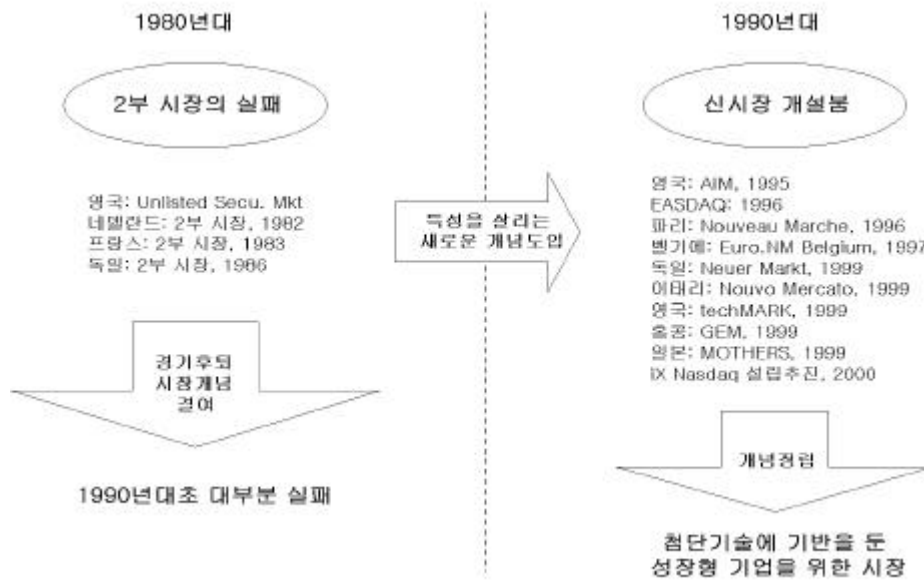 1980년대
2부 시장의 실패
영국: Unlisted Secu. Mkt
네델란드: 2부 시장, 1982
프랑스: 2부 시장, 1983
독일: 2부 시장, 1986
경기후퇴
시장개념
결여
1990년대초 대부분 실패
특성을 살리는
새로운 개념도입
1990년대
신시장 개설붐
영국: AIM, 1995
EASDAQ: 1996
파리: Nouveau Marche, 1996
벨기에: Euro.NM Belgium, 1997
독일: Neuer Markt, 1999
이태리: Nouvo Mercato, 1999
영국: techMARK, 1999
홍콩: GEM, 1999
일본: MOTHERS, 1999
iX Nasdaq 설립추진, 2000
개념정립
첨단기술에 기반을 둔
성장형 기업을 위한 시장